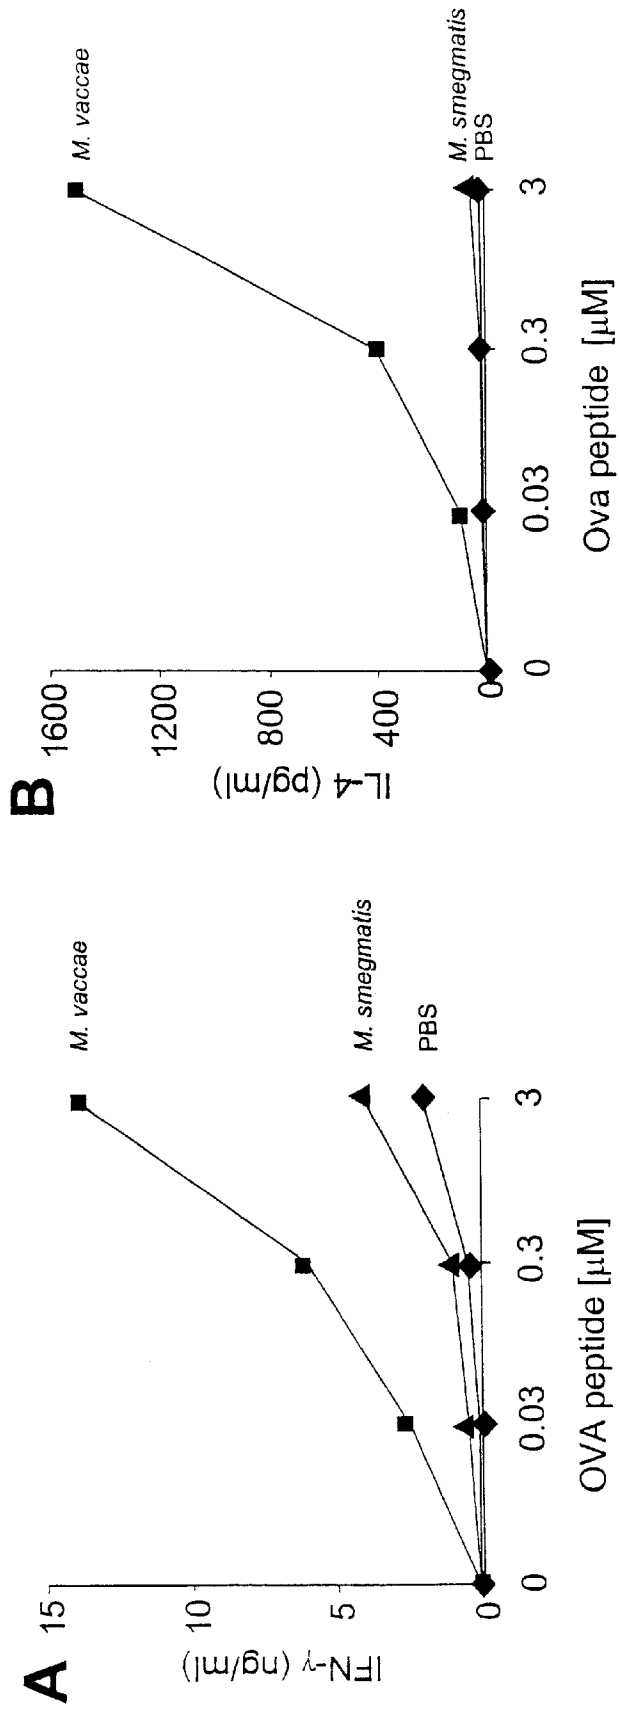 A
15
10
5
0
IFN-γ (ng/ml)
M. vaccae
M. smegmatis
PBS
0 0.03 0.3 3
OVA peptide [μM]
B
1600
1200
800
400
0
IL-4 (pg/ml)
M. vaccae
M. smegmatis
PBS
0 0.03 0.3 3
Ova peptide [μM]